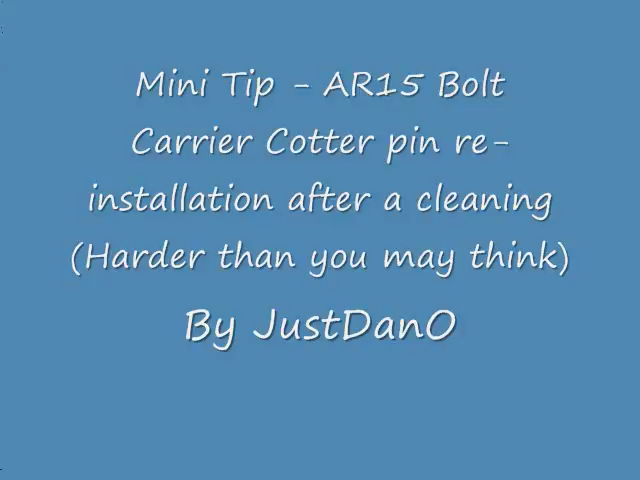 Mini Tip - AR15 Bolt
Carrier Cotter pin re-
installation after a cleaning
(Harder than you may think)
By JustDanO